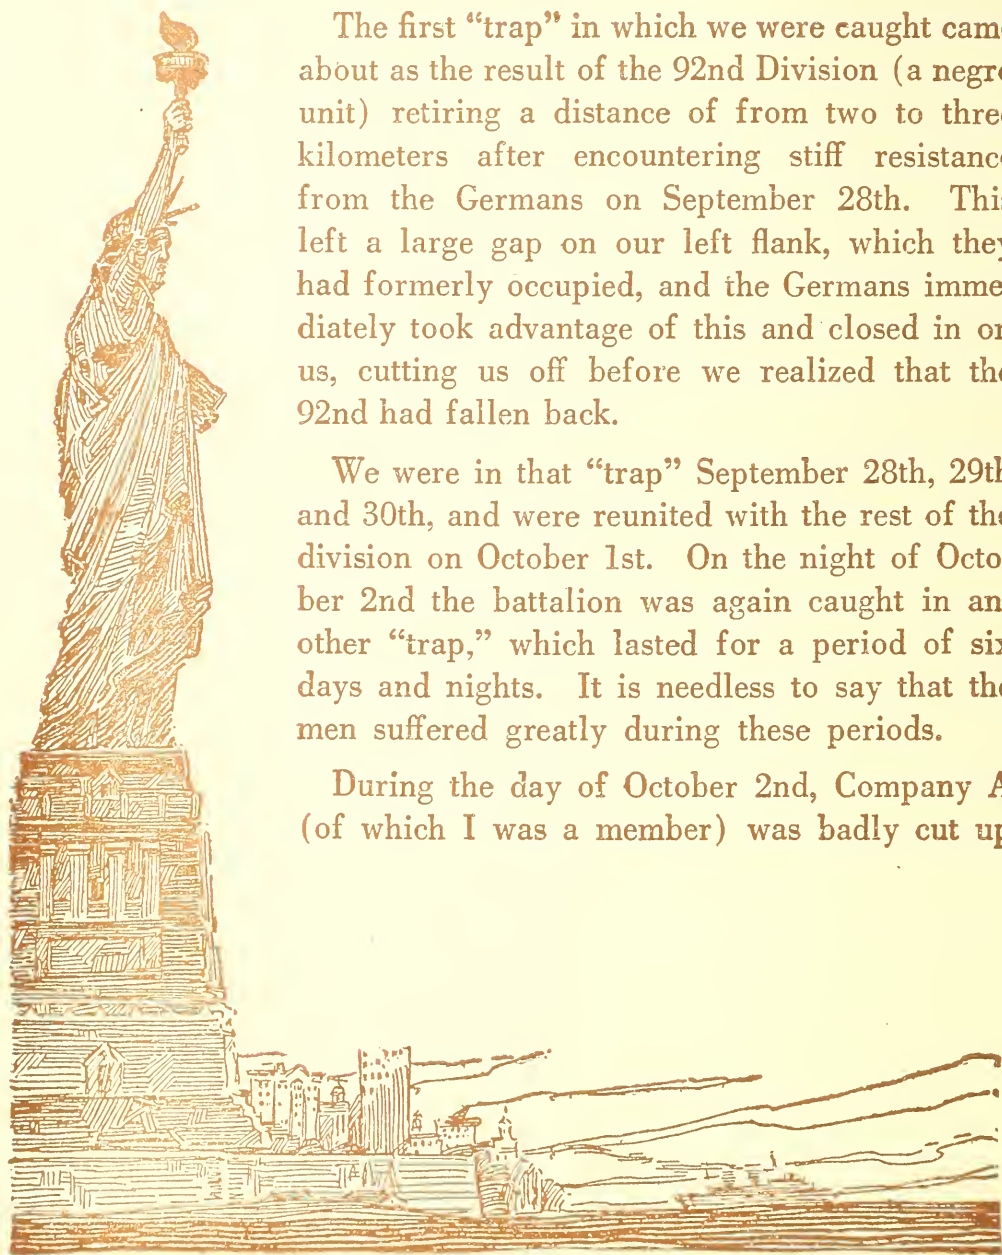 The first “trap” in which we were caught cam
about as the result of the 92nd Division (a negr
unit) retiring a distance of from two to thre
kilometers after encountering stiff resistanc
from the Germans on September 28th. Thi
left a large gap on our left flank, which they
had formerly occupied, and the Germans imme
diately took advantage of this and closed in on
us, cutting us off before we realized that the
92nd had fallen back.
We were in that “trap” September 28th, 29th
and 30th, and were reunited with the rest of the
division on October 1st. On the night of Octo
ber 2nd the battalion was again caught in an
other “trap,” which lasted for a period of six
days and nights. It is needless to say that the
men suffered greatly during these periods.
During the day of October 2nd, Company A
(of which I was a member) was badly cut up